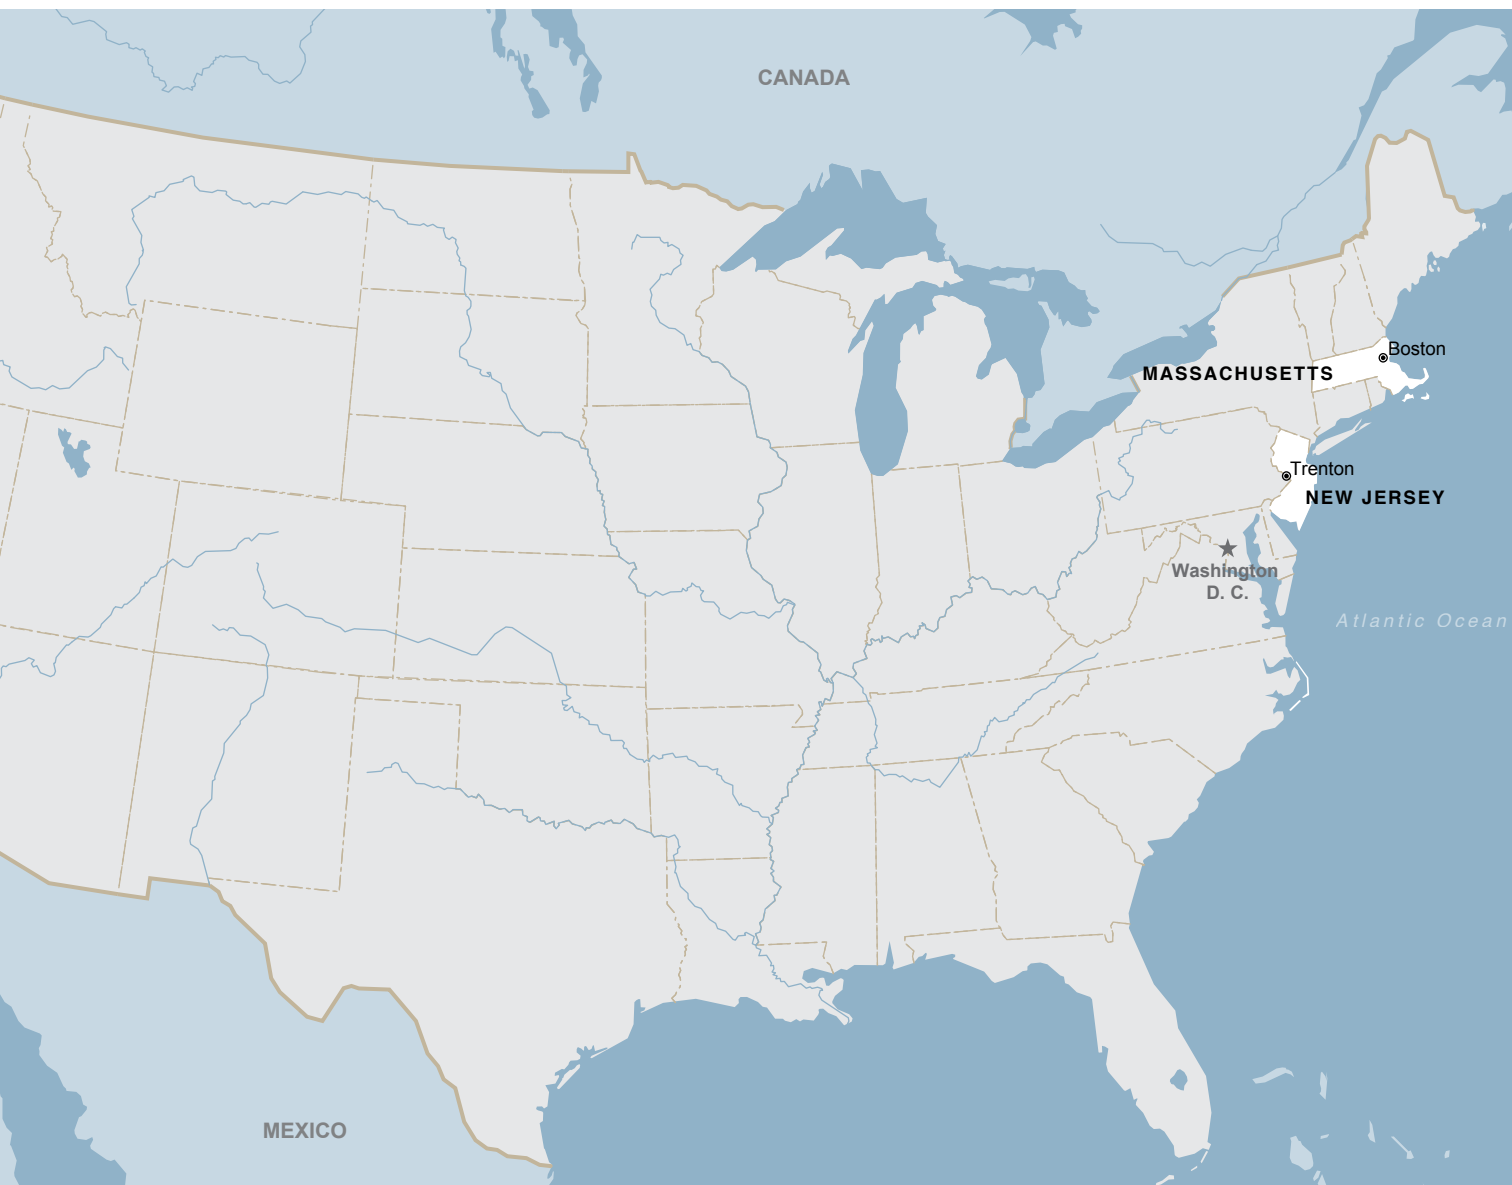 CANADA
Boston
MASSACHUSETTS
Trenton
NEW JERSEY
Washington
D. C.
Atlantic Ocean
MEXICO